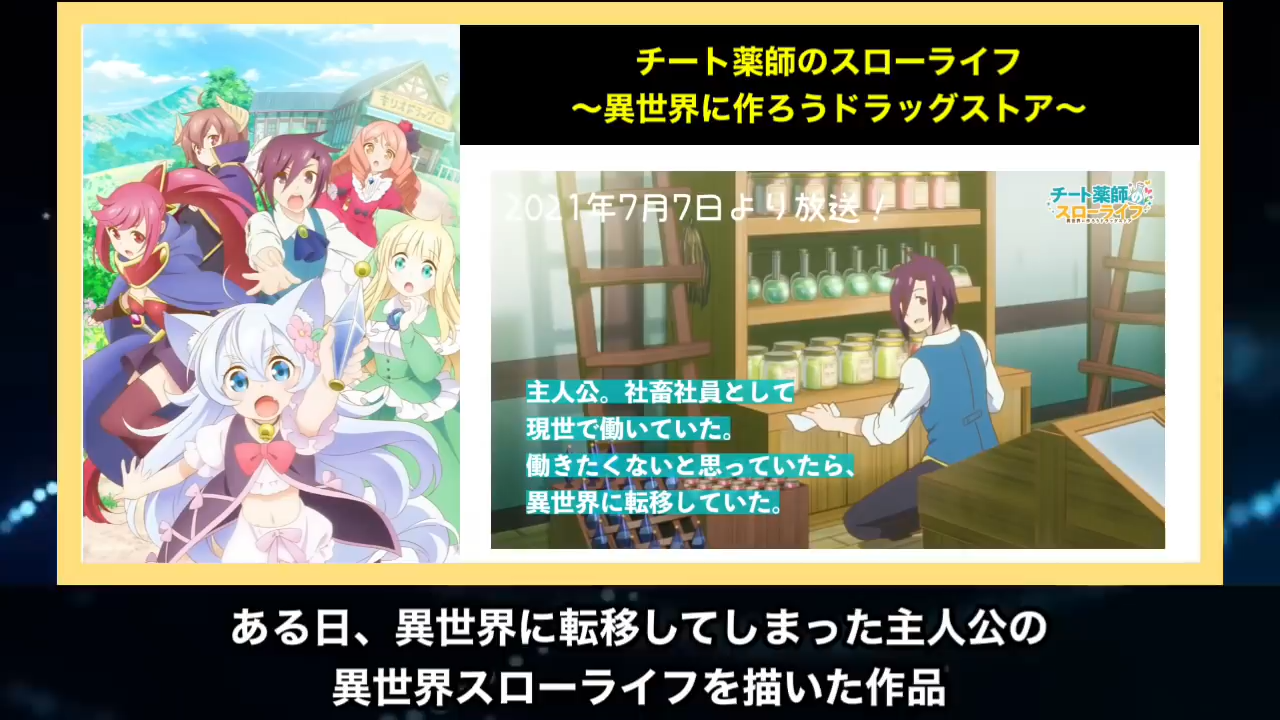 チート薬師のスローライフ
～異世界に作ろうドラッグストア～
2021年7月7日より放送！
チート薬師の
スローライフ
主人公。社畜社員として
現世で働いていた。
働きたくないと思っていたら、
異世界に転移していた。
ある日、異世界に転移してしまった主人公の
異世界スローライフを描いた作品